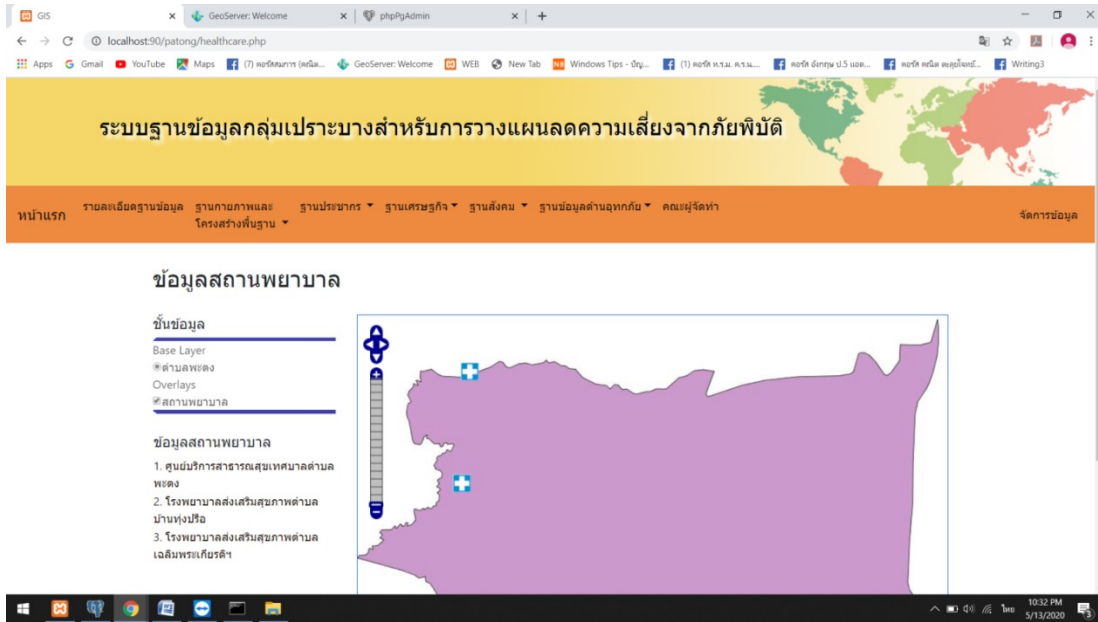 GIS
GeoServer: Welcome
phpPgAdmin
localhost:90/patong/healthcare.php
Apps
Gmail
YouTube
Maps
GeoServer: Welcome
WEB
New Tab
Windows Tips -
Writing3
ระบบฐานข้อมูลกลุ่มเปราะบางสำหรับการวางแผนลดความเสี่ยงจากภัยพิบัติ
หน้าแรก
รายละเอียดฐานข้อมูล
ฐานกายภาพและ
โครงสร้างพื้นฐาน
ฐานประชากร
ฐานเศรษฐกิจ
ฐานสังคม
ฐานข้อมูลด้านอุทกภัย
คณะผู้จัดทำ
จัดการข้อมูล
ข้อมูลสถานพยาบาล
ชั้นข้อมูล
Base Layer
ตำบลพะตง
Overlays
สถานพยาบาล
ข้อมูลสถานพยาบาล
1. ศูนย์บริการสาธารณสุขเทศบาลตำบล
พะตง
2. โรงพยาบาลส่งเสริมสุขภาพตำบล
บ้านทุ่งปรือ
3. โรงพยาบาลส่งเสริมสุขภาพตำบล
เฉลิมพระเกียรติฯ
ไทย
10:32 PM
5/13/2020